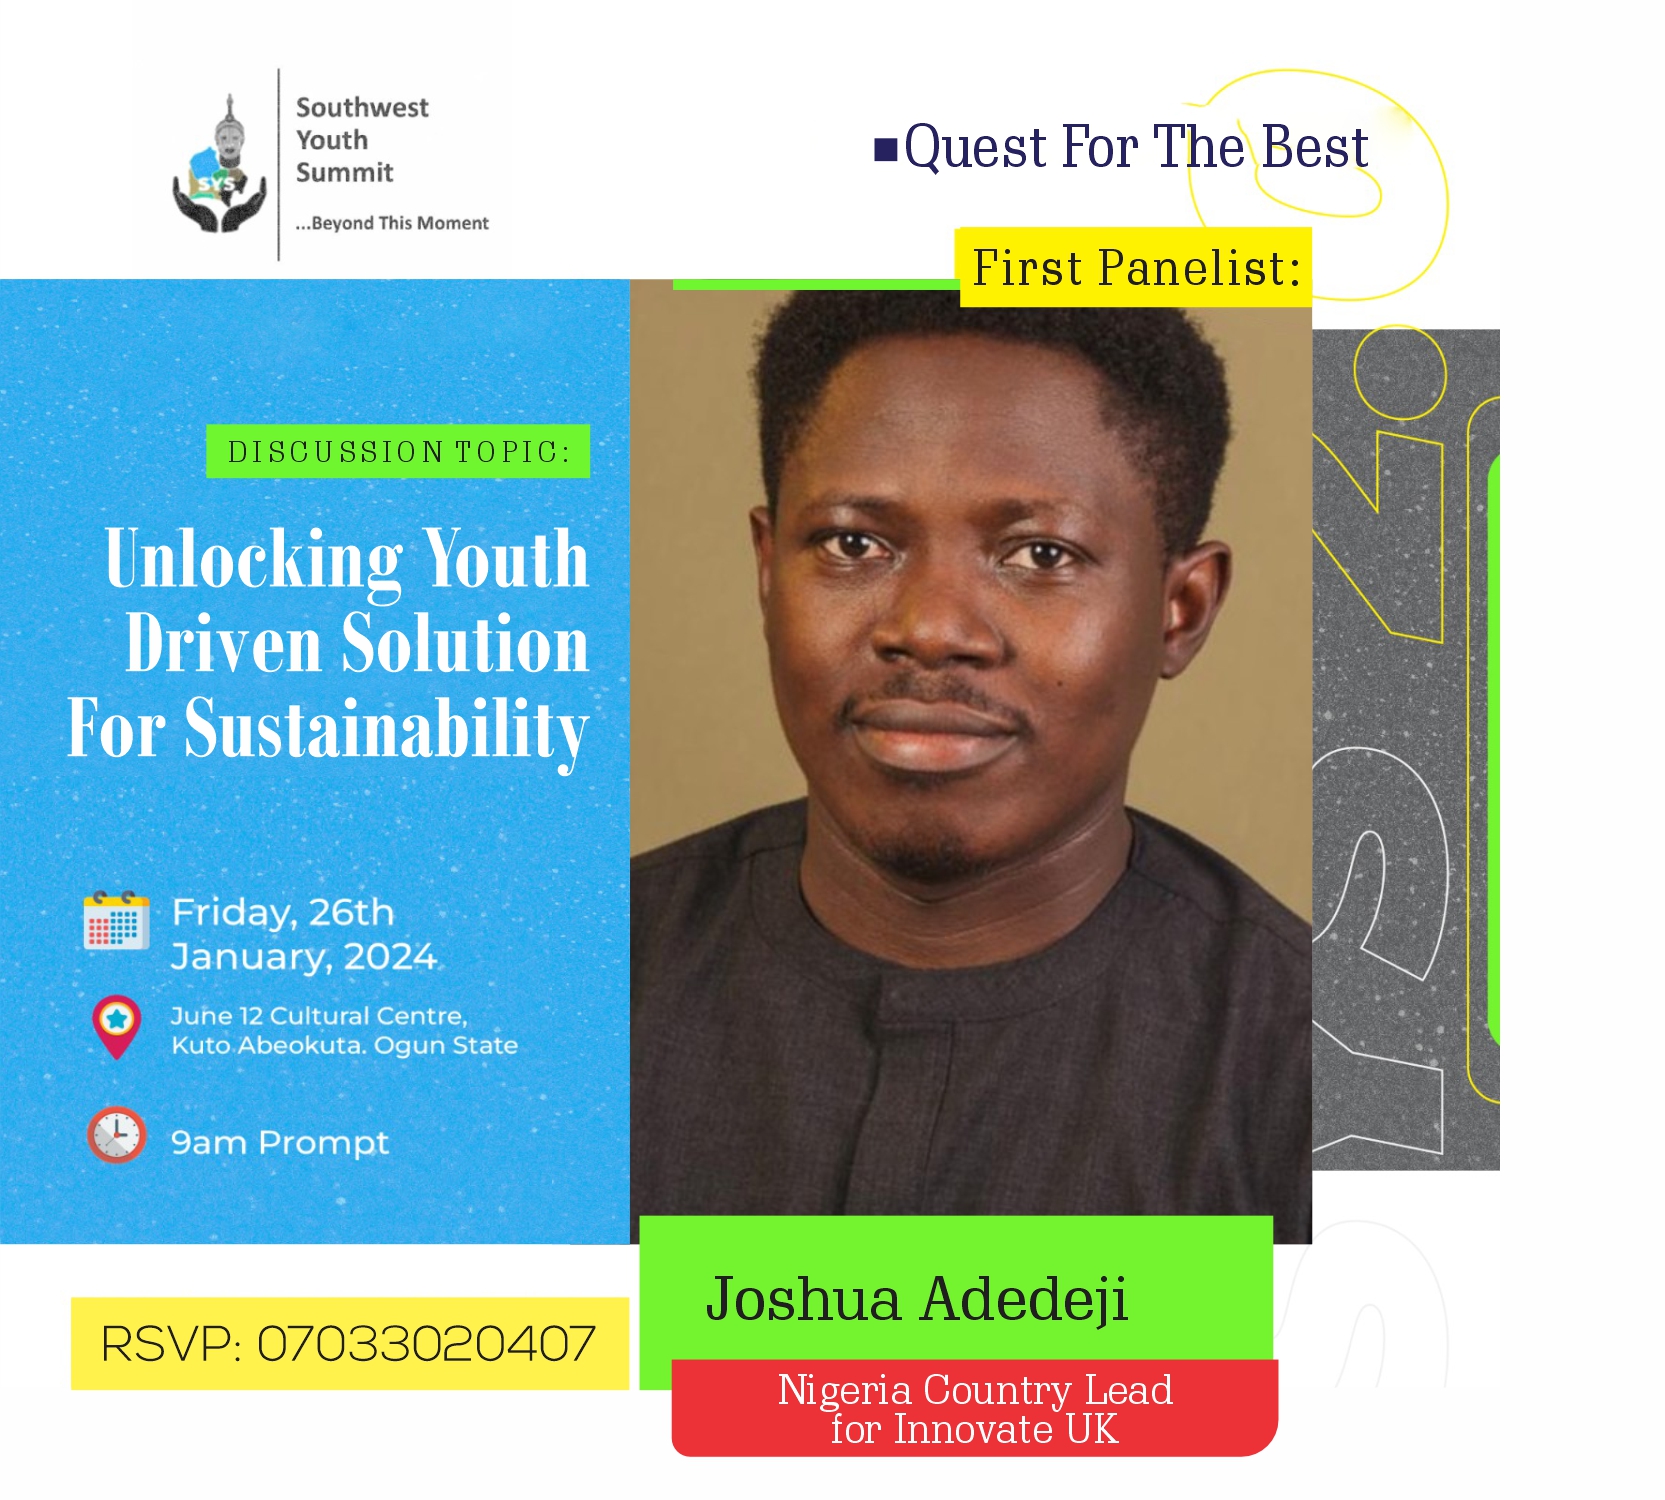 Southwest
Youth
Summit
...Beyond This Moment
SYS
Quest For The Best
First Panelist:
DISCUSSION TOPIC:
Unlocking Youth
Driven Solution
For Sustainability
Friday, 26th
January, 2024
June 12 Cultural Centre,
Kuto Abeokuta. Ogun State
9am Prompt
RSVP: 07033020407
Joshua Adedeji
Nigeria Country Lead
for Innovate UK